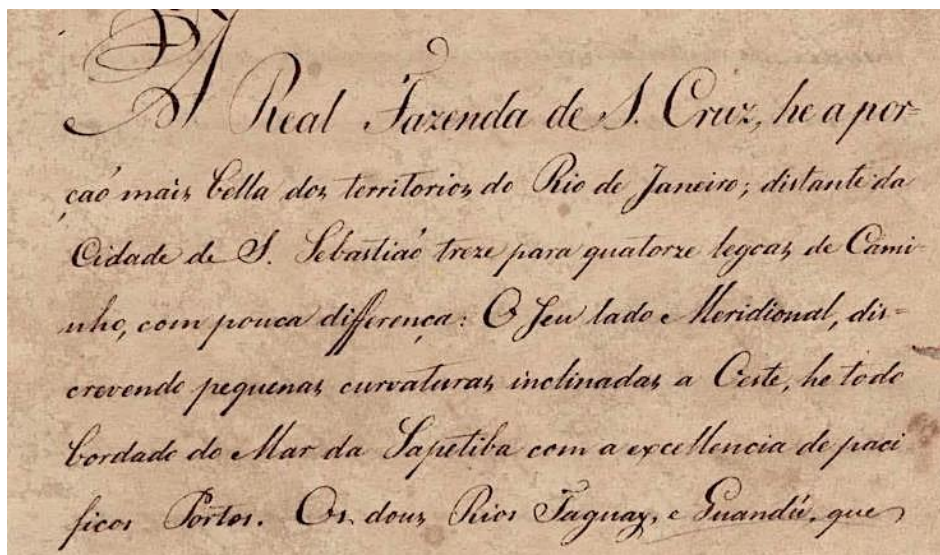 A Real Fazenda de S. Cruz, he a por=
çaõ mais bella dos territorios do Rio de Janeiro; distante da
Cidade de S. Sebastiaõ treze para quatorze legoas de Cami-
nho, com pouca differença: O seu lado Meridional, dis=
crevendo pequenas curvaturas inclinadas a Oeste, he todo
bordado do Mar da Sapetiba com a excellencia de paci
ficos Portos. Os dous Rios Taguay, e Guandú, que